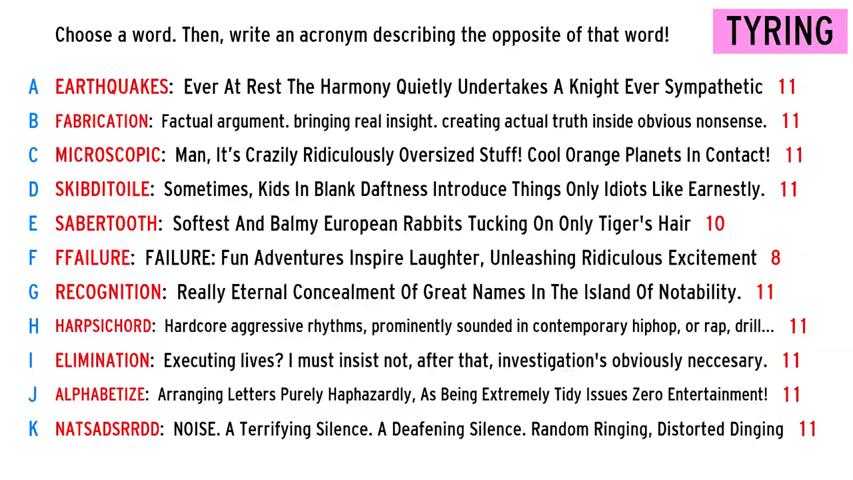 Choose a word. Then, write an acronym describing the opposite of that word!
TYRING
A EARTHQUAKES: Ever At Rest The Harmony Quietly Undertakes A Knight Ever Sympathetic 11
B FABRICATION: Factual argument. bringing real insight. creating actual truth inside obvious nonsense. 11
C MICROSCOPIC: Man, It's Crazily Ridiculously Oversized Stuff! Cool Orange Planets In Contact! 11
D SKIBDITOILE: Sometimes, Kids In Blank Daftness Introduce Things Only Idiots Like Earnestly. 11
E SABERTOOTH: Softest And Balmy European Rabbits Tucking On Only Tiger's Hair 10
F FFAILURE: FAILURE: Fun Adventures Inspire Laughter, Unleashing Ridiculous Excitement 8
G RECOGNITION: Really Eternal Concealment Of Great Names In The Island Of Notability. 11
H HARPSICHORD: Hardcore aggressive rhythms, prominently sounded in contemporary hiphop, or rap, drill... 11
I ELIMINATION: Executing lives? I must insist not, after that, investigation's obviously neccesary. 11
J ALPHABETIZE: Arranging Letters Purely Haphazardly, As Being Extremely Tidy Issues Zero Entertainment! 11
K NATSADSRRDD: NOISE. A Terrifying Silence. A Deafening Silence. Random Ringing, Distorted Dinging 11